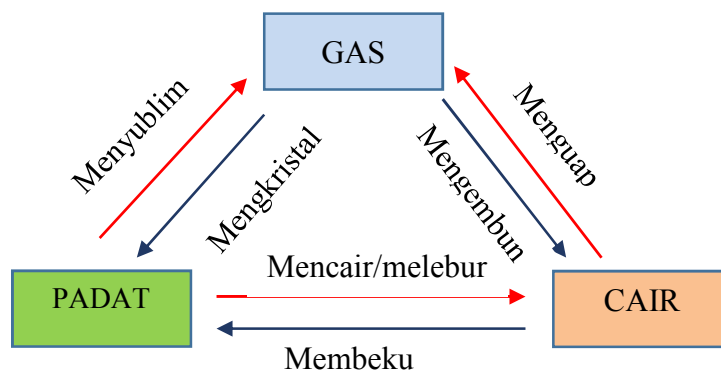 GAS
Menyublim
Mengkristal
Mengembun
Menguap
PADAT
Mencair/melebur
CAIR
Membeku